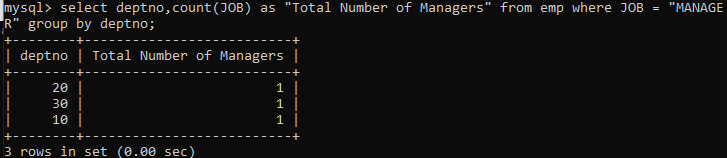 mysql> select deptno,count(JOB) as "Total Number of Managers" from emp where JOB = "MANAGE
R" group by deptno;
+--------+--------------------------+
| deptno | Total Number of Managers |
+--------+--------------------------+
|     20 |                        1 |
|     30 |                        1 |
|     10 |                        1 |
+--------+--------------------------+
3 rows in set (0.00 sec)